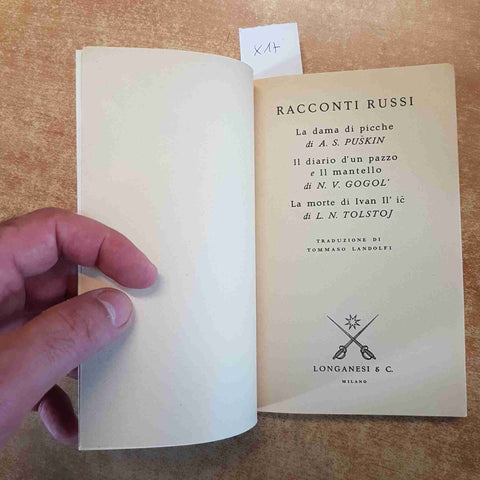 X17
RACCONTI RUSSI
La dama di picche
di A. S. PUŠKIN
Il diario d'un pazzo
e Il mantello
di N. V. GOGOL'
La morte di Ivan Il'ič
di L. N. TOLSTOJ
TRADUZIONE DI
TOMMASO LANDOLFI
LONGANESI & C.
MILANO